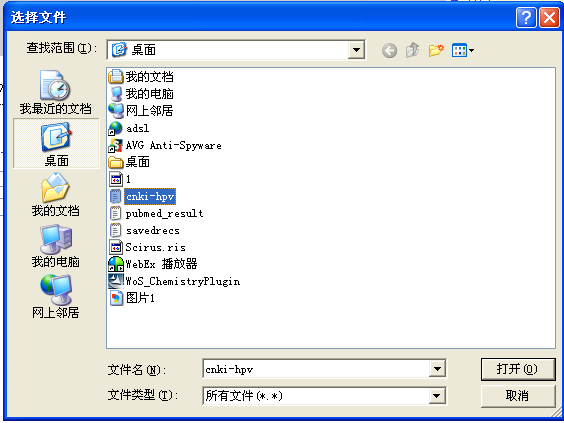 选择文件
查找范围(I):
桌面
我最近的文档
桌面
我的文档
我的电脑
网上邻居
我的文档
我的电脑
网上邻居
adsl
AVG Anti-Spyware
桌面
1
cnki-hpv
pubmed_result
savedrecs
Scirus.ris
WebEx 播放器
WoS_ChemistryPlugin
图片1
文件名(N):
cnki-hpv
打开(O)
文件类型(T):
所有文件(*.*)
取消